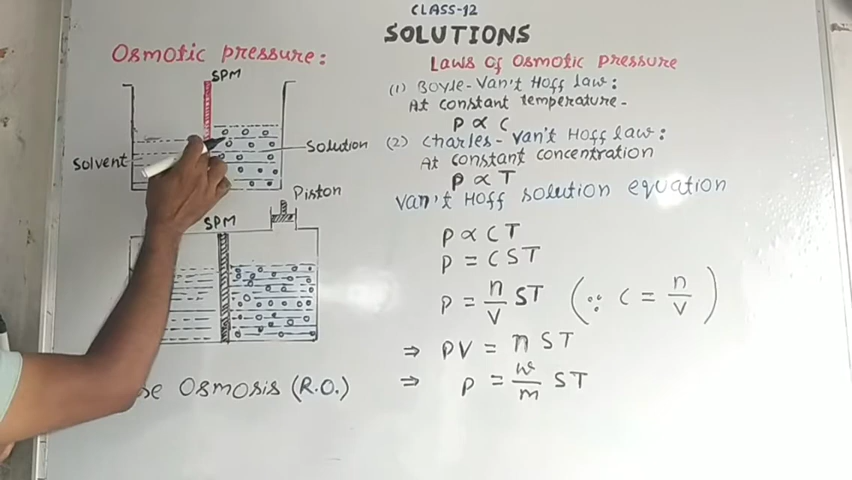 CLASS-12
SOLUTIONS
Osmotic pressure:
SPM
Solvent
Solution
Piston
SPM
Osmosis (R.O.)
Laws of Osmotic Pressure
(1) Boyle-Van't Hoff law:
At constant temperature-
P ∝ C
(2) Charles-Van't Hoff law:
At constant concentration
P ∝ T
Van't Hoff solution equation
P ∝ CT
P = CST
P = n/V ST (∵ C = n/V)
⇒ PV = n ST
⇒ P = w/m ST